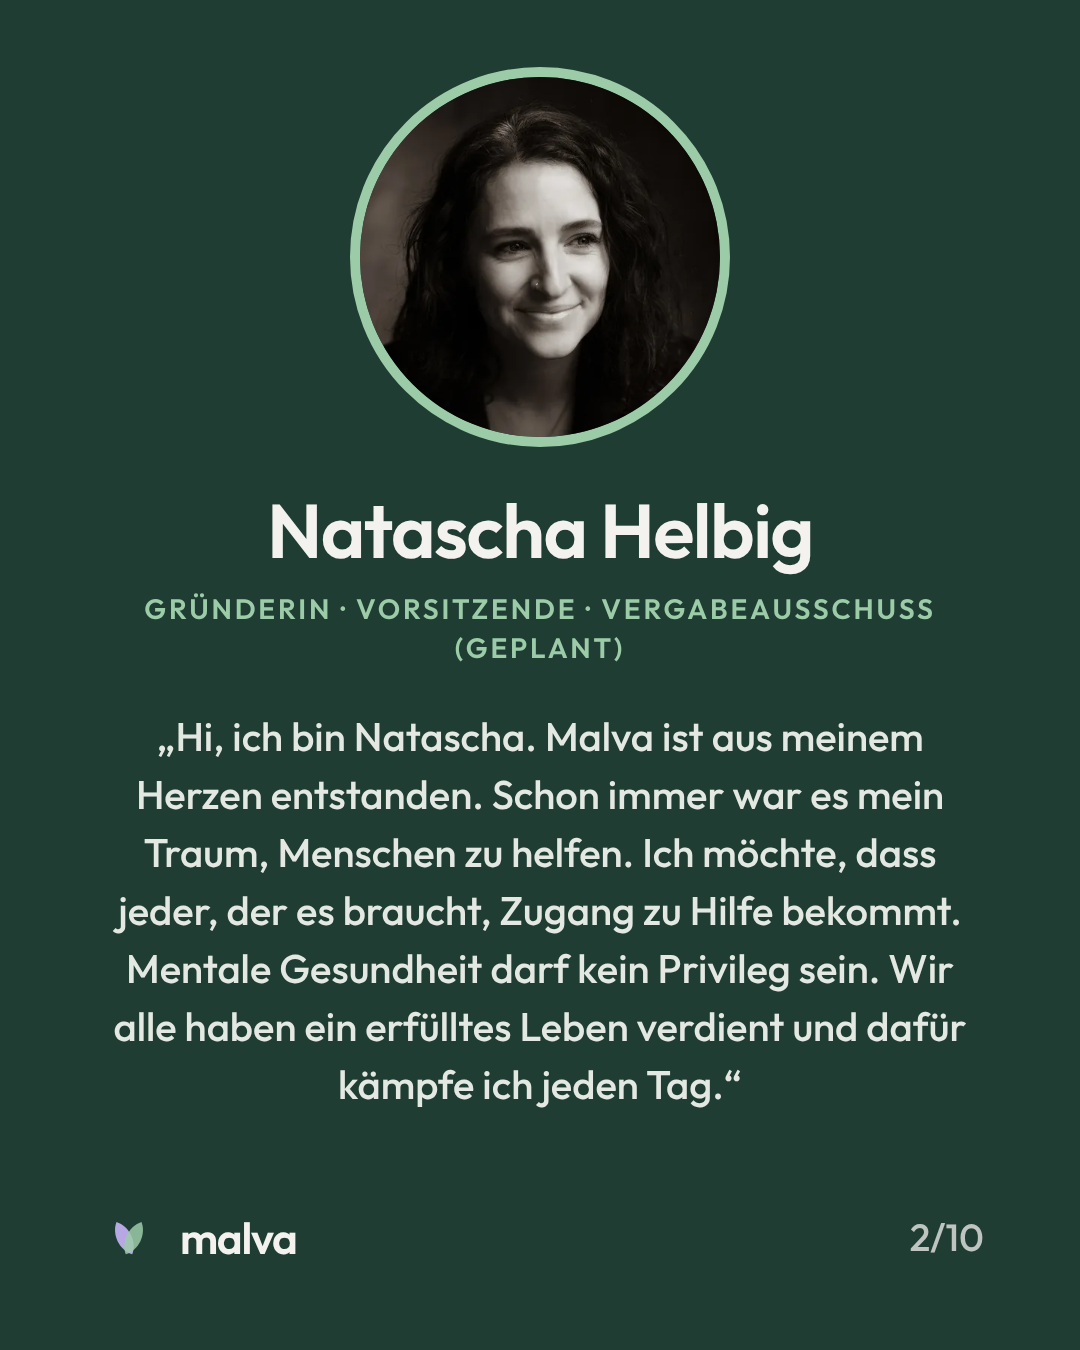 Natascha Helbig
GRÜNDERIN · VORSITZENDE · VERGABEAUSSCHUSS
(GEPLANT)
„Hi, ich bin Natascha. Malva ist aus meinem
Herzen entstanden. Schon immer war es mein
Traum, Menschen zu helfen. Ich möchte, dass
jeder, der es braucht, Zugang zu Hilfe bekommt.
Mentale Gesundheit darf kein Privileg sein. Wir
alle haben ein erfülltes Leben verdient und dafür
kämpfe ich jeden Tag.“
malva
2/10